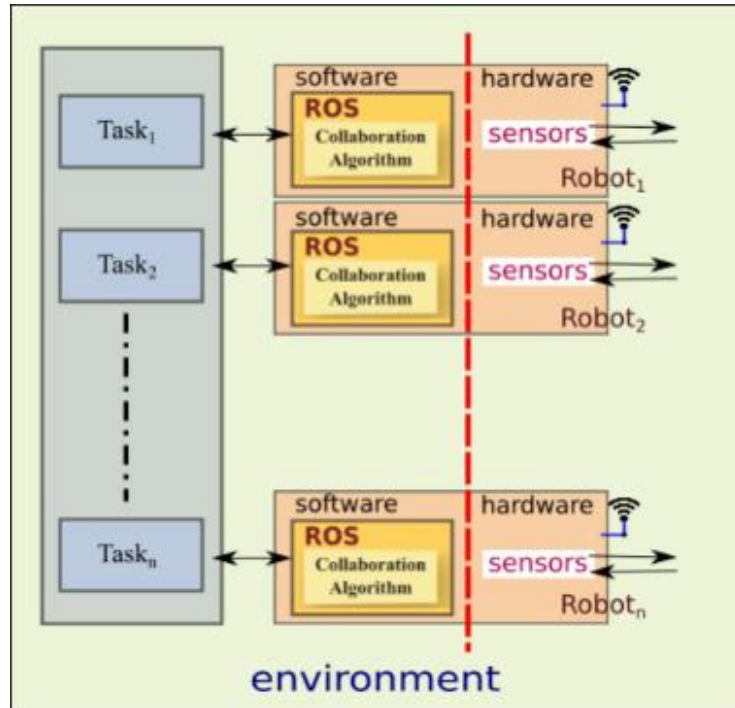 software hardware
ROS
Task₁
Collaboration
Algorithm
sensors
Robot₁
software hardware
ROS
Task₂
Collaboration
Algorithm
sensors
Robot₂
software hardware
ROS
Taskₙ
Collaboration
Algorithm
sensors
Robotₙ
environment